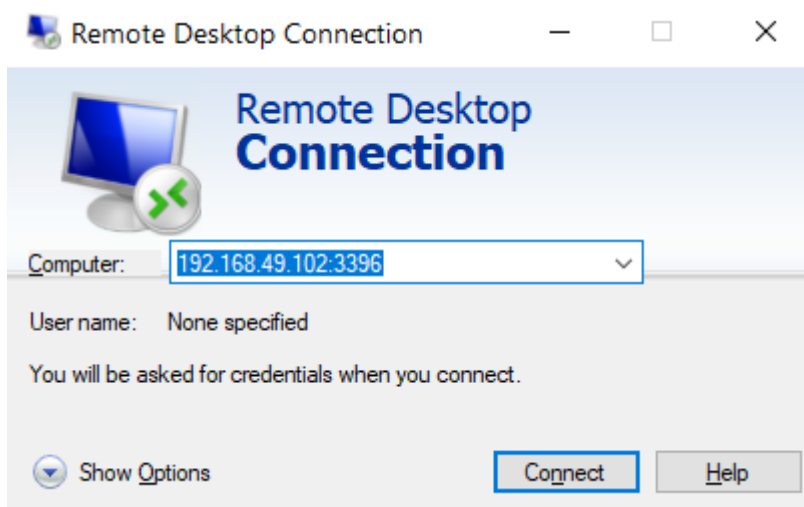 Remote Desktop Connection
Remote Desktop
Connection
Computer: 192.168.49.102:3396
User name: None specified
You will be asked for credentials when you connect.
Show Options Connect Help